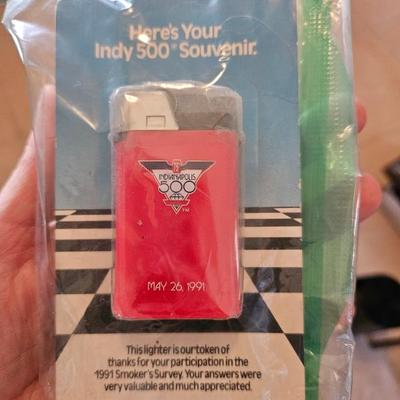 Here's Your
Indy 500® Souvenir.
INDIANAPOLIS
500
TM
MAY 26, 1991
This lighter is our token of
thanks for your participation in the
1991 Smoker's Survey. Your answers were
very valuable and much appreciated.